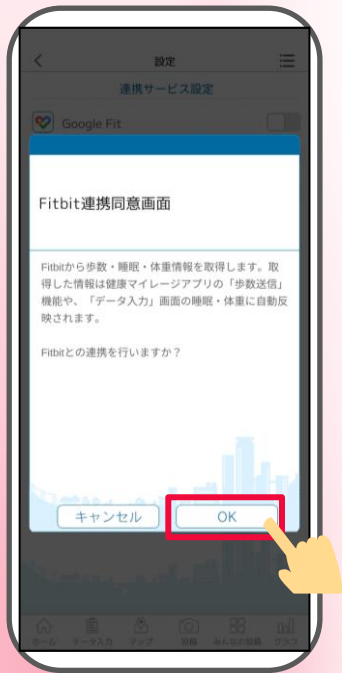 設定
連携サービス設定
Google Fit
Fitbit連携同意画面
Fitbitから歩数・睡眠・体重情報を取得します。取
得した情報は健康マイレージアプリの「歩数送信」
機能や、「データ入力」画面の睡眠・体重に自動反
映されます。
Fitbitとの連携を行いますか？
キャンセル OK
ホーム データ入力 マップ 投稿 みんなの投稿 グラフ